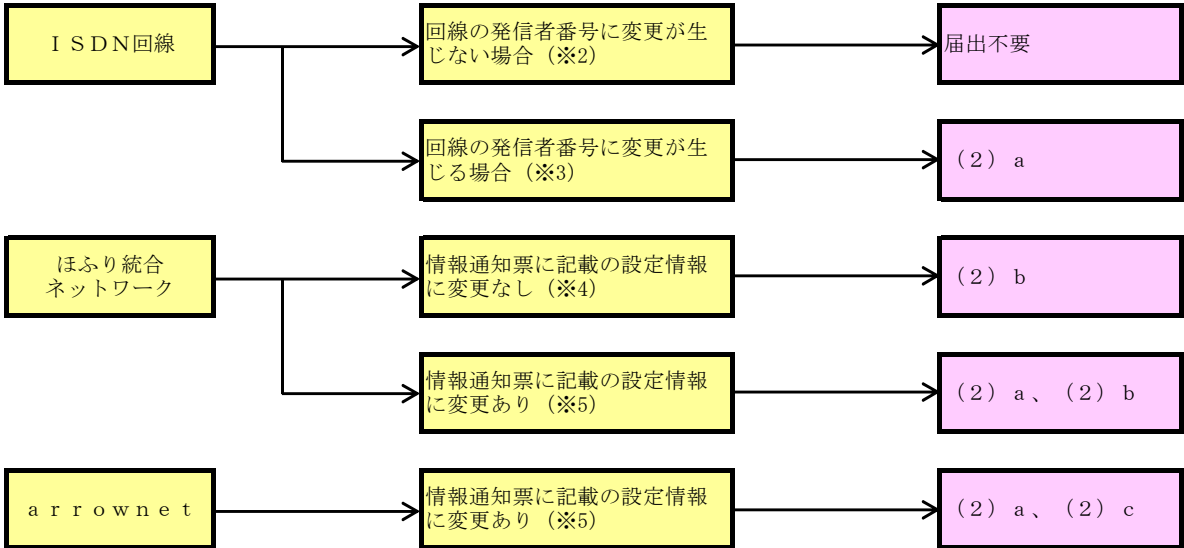 ＩＳＤＮ回線
回線の発信者番号に変更が生
じない場合（※2）
届出不要
回線の発信者番号に変更が生
じる場合（※3）
（２）ａ
ほふり統合
ネットワーク
情報通知票に記載の設定情報
に変更なし（※4）
（２）ｂ
情報通知票に記載の設定情報
に変更あり（※5）
（２）ａ、（２）ｂ
ａｒｒｏｗｎｅｔ
情報通知票に記載の設定情報
に変更あり（※5）
（２）ａ、（２）ｃ